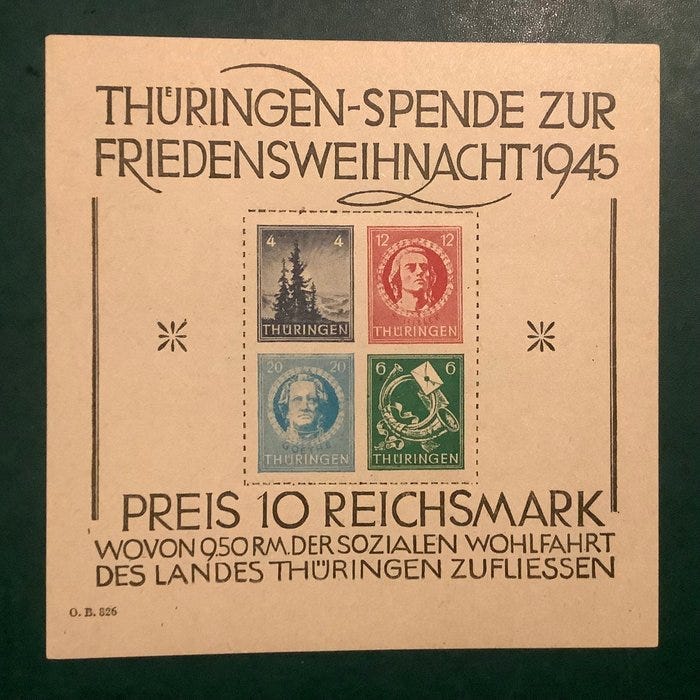 THÜRINGEN-SPENDE ZUR
FRIEDENSWEIHNACHT 1945
4 4
THÜRINGEN
12 12
THÜRINGEN
20 20
GOETHE
THÜRINGEN
6 6
THÜRINGEN
PREIS 10 REICHSMARK
WOVON 9.50 RM. DER SOZIALEN WOHLFAHRT
DES LANDES THÜRINGEN ZUFLIESSEN
O. B. 826